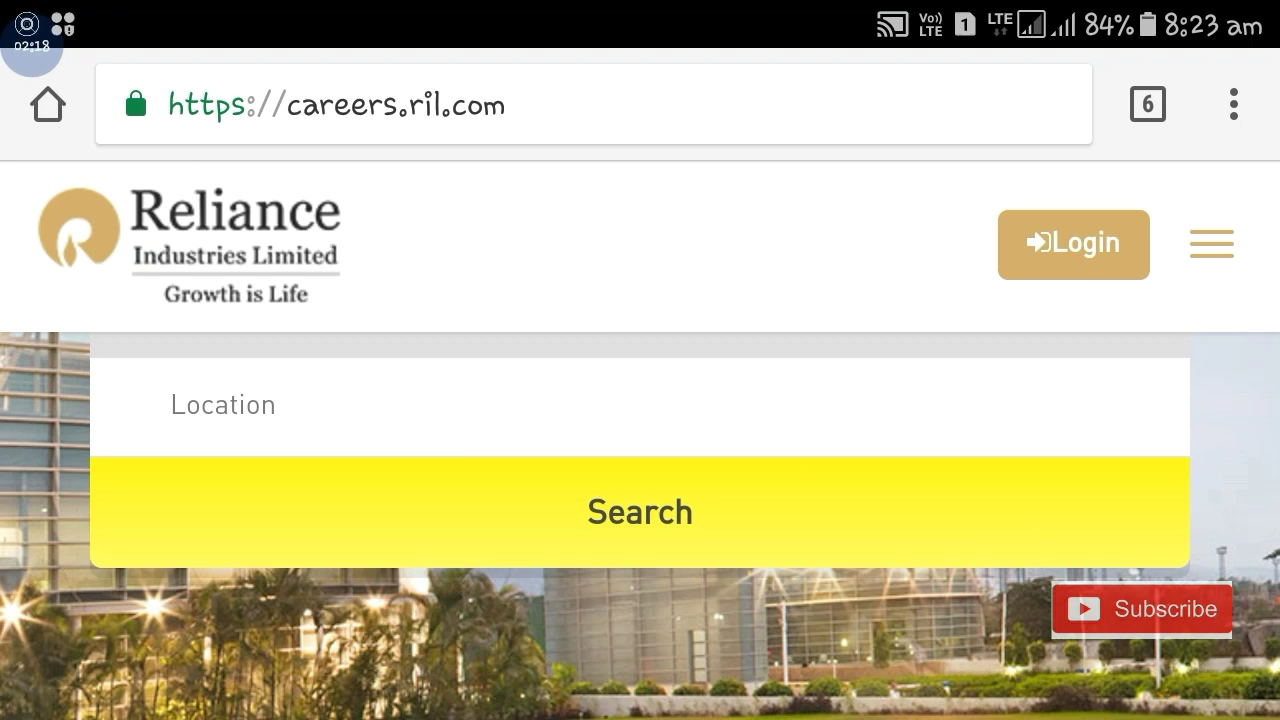 02:18
Vo))
LTE
1
LTE
84%
8:23 am
https://careers.ril.com
6
Reliance
Industries Limited
Growth is Life
Login
Location
Search
Subscribe